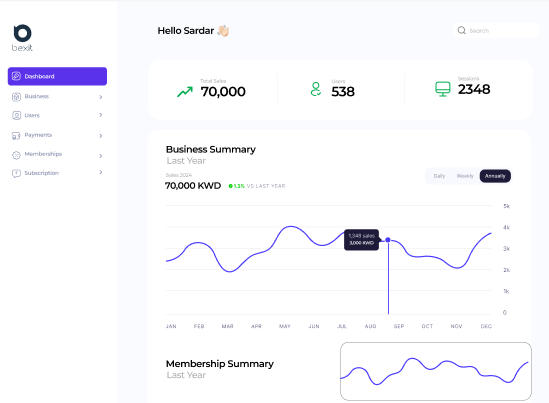 bexit
Dashboard
Business
Users
Payments
Memberships
Subscription
Hello Sardar 👋🏻
Search
Total Sales
70,000
Users
538
Sessions
2348
Business Summary
Last Year
Sales 2024
70,000 KWD
1.3% VS LAST YEAR
Daily Weekly Annually
5k
4k
3k
2k
1k
0
1,348 sales
3,000 KWD
JAN FEB MAR APR MAY JUN JUL AUG SEP OCT NOV DEC
Membership Summary
Last Year